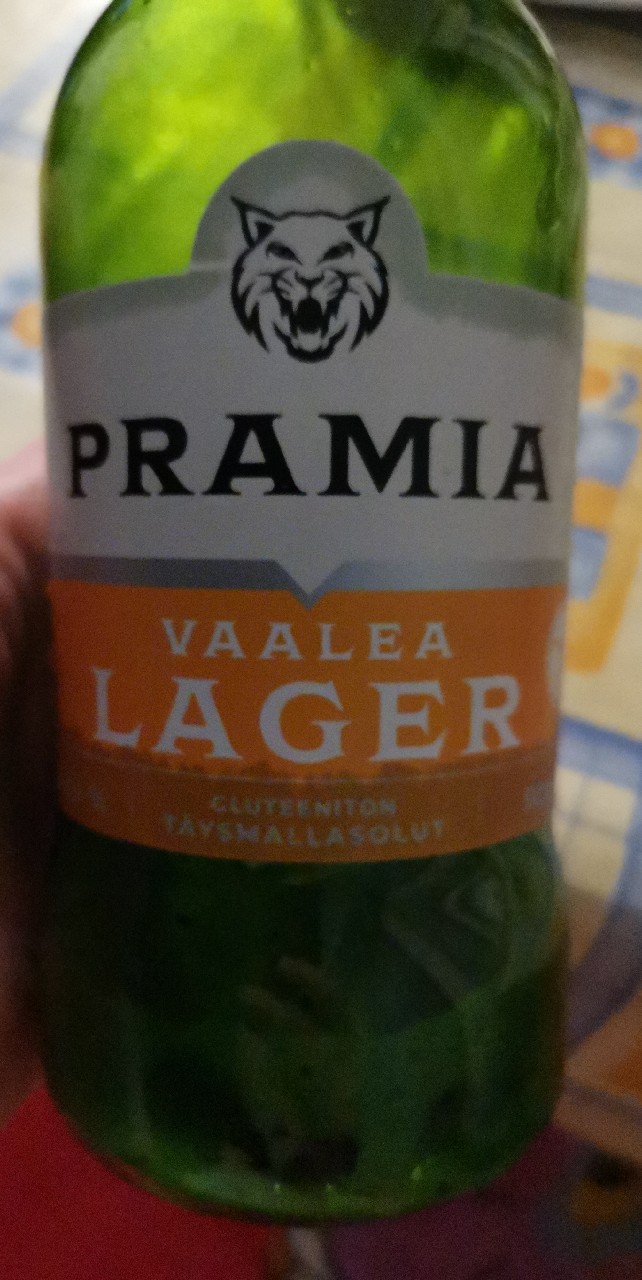 PRAMIA
VAALEA
LAGER
GLUTEENITON
TÄYSMALLASOLUT